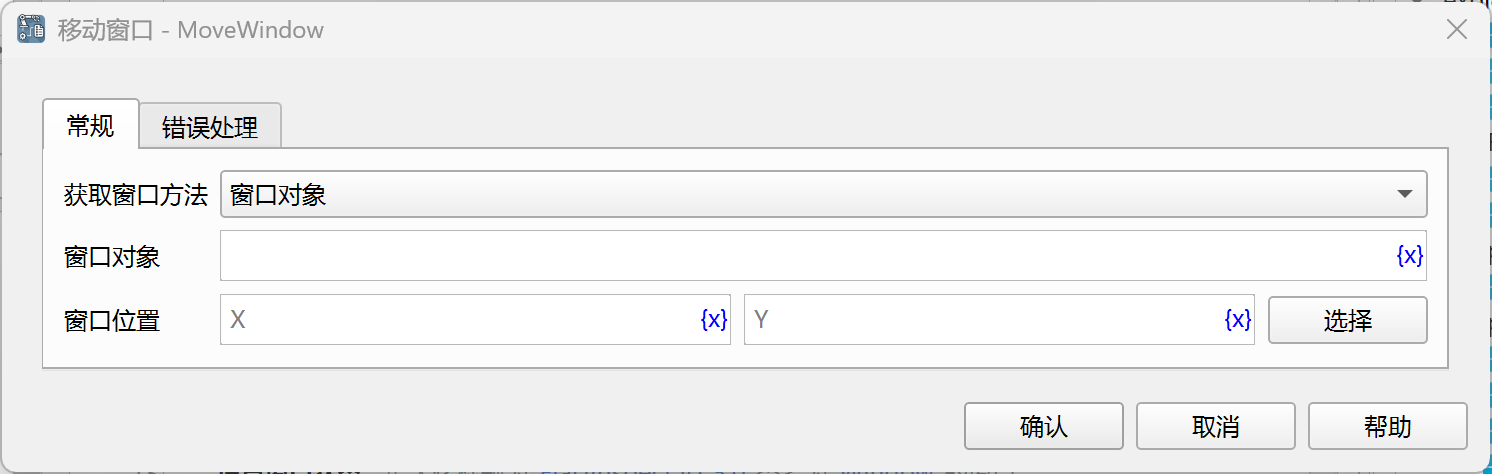 移动窗口 - MoveWindow
常规 错误处理
获取窗口方法 窗口对象
窗口对象 {x}
窗口位置 X {x} Y {x} 选择
确认 取消 帮助